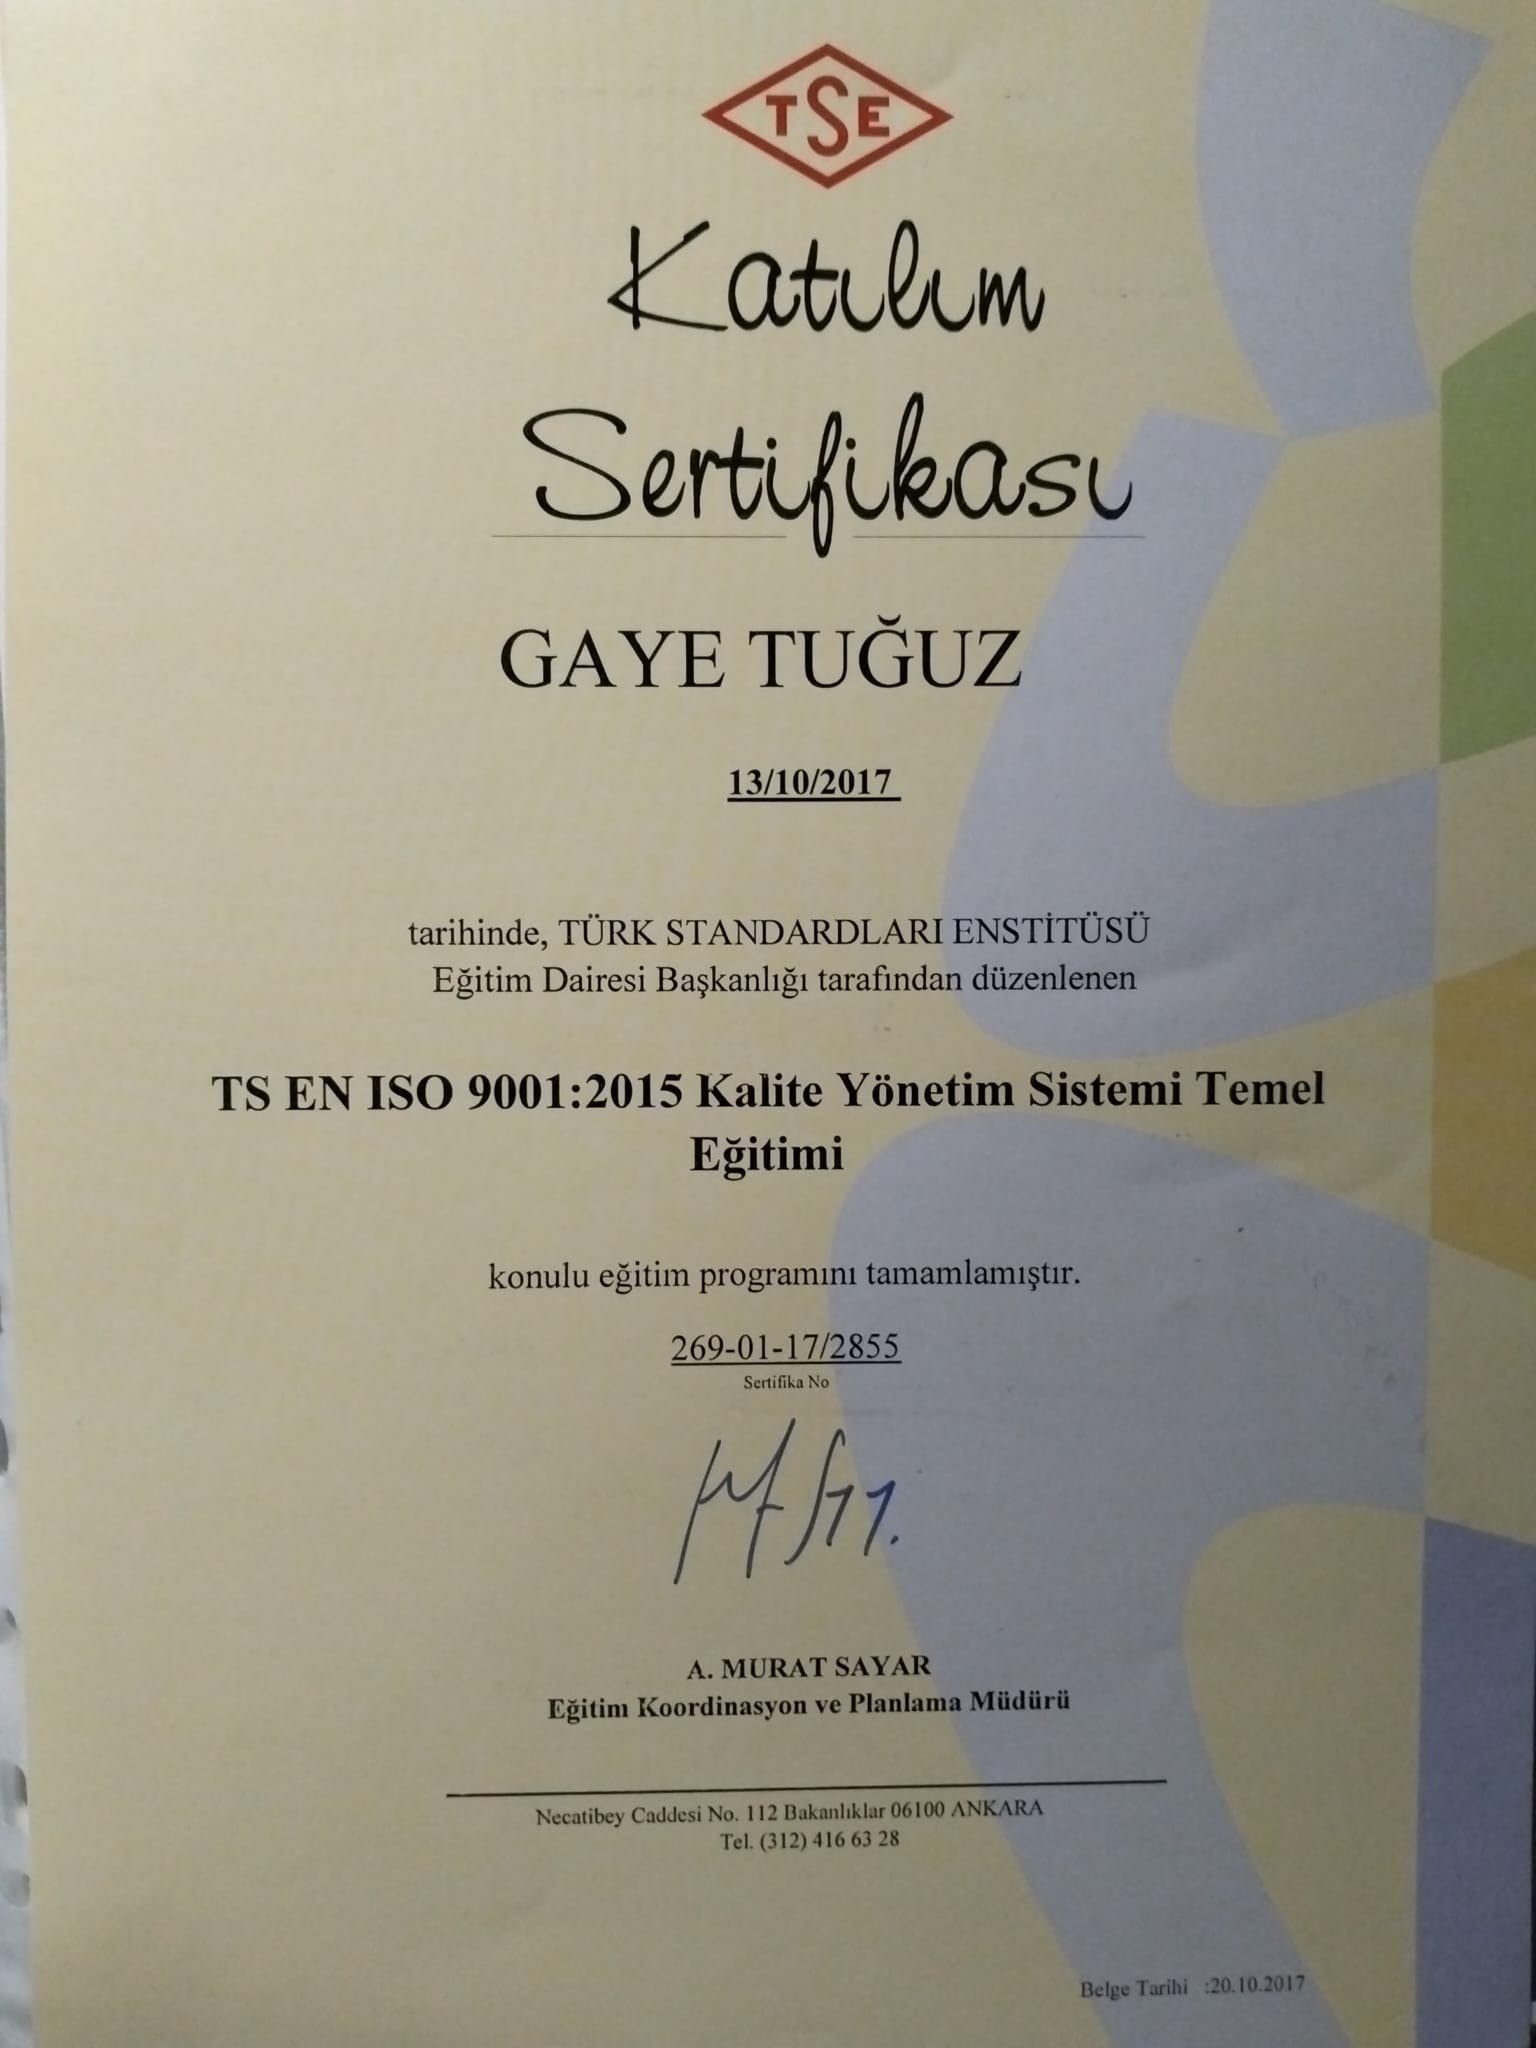 TSE
Katılım
Sertifikası
GAYE TUĞUZ
13/10/2017
tarihinde, TÜRK STANDARDLARI ENSTİTÜSÜ
Eğitim Dairesi Başkanlığı tarafından düzenlenen
TS EN ISO 9001:2015 Kalite Yönetim Sistemi Temel
Eğitimi
konulu eğitim programını tamamlamıştır.
269-01-17/2855
Sertifika No
A. MURAT SAYAR
Eğitim Koordinasyon ve Planlama Müdürü
Necatibey Caddesi No. 112 Bakanlıklar 06100 ANKARA
Tel. (312) 416 63 28
Belge Tarihi :20.10.2017